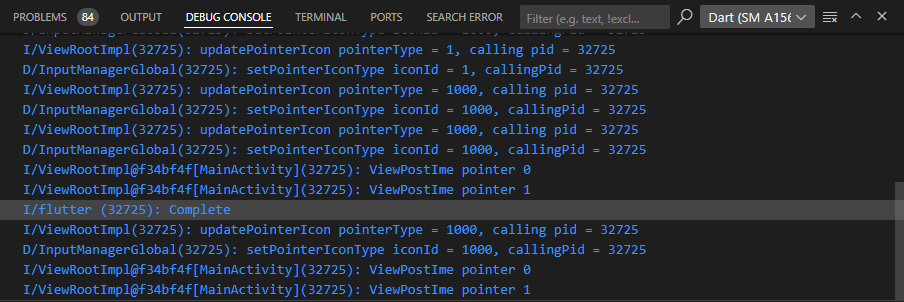 PROBLEMS 84 OUTPUT DEBUG CONSOLE TERMINAL PORTS SEARCH ERROR Filter (e.g. text, !excl... Dart (SM A156
I/ViewRootImpl(32725): updatePointerIcon pointerType = 1, calling pid = 32725
D/InputManagerGlobal(32725): setPointerIconType iconId = 1, callingPid = 32725
I/ViewRootImpl(32725): updatePointerIcon pointerType = 1000, calling pid = 32725
D/InputManagerGlobal(32725): setPointerIconType iconId = 1000, callingPid = 32725
I/ViewRootImpl(32725): updatePointerIcon pointerType = 1000, calling pid = 32725
D/InputManagerGlobal(32725): setPointerIconType iconId = 1000, callingPid = 32725
I/ViewRootImpl@f34bf4f[MainActivity](32725): ViewPostIme pointer 0
I/ViewRootImpl@f34bf4f[MainActivity](32725): ViewPostIme pointer 1
I/flutter (32725): Complete
I/ViewRootImpl(32725): updatePointerIcon pointerType = 1000, calling pid = 32725
D/InputManagerGlobal(32725): setPointerIconType iconId = 1000, callingPid = 32725
I/ViewRootImpl@f34bf4f[MainActivity](32725): ViewPostIme pointer 0
I/ViewRootImpl@f34bf4f[MainActivity](32725): ViewPostIme pointer 1